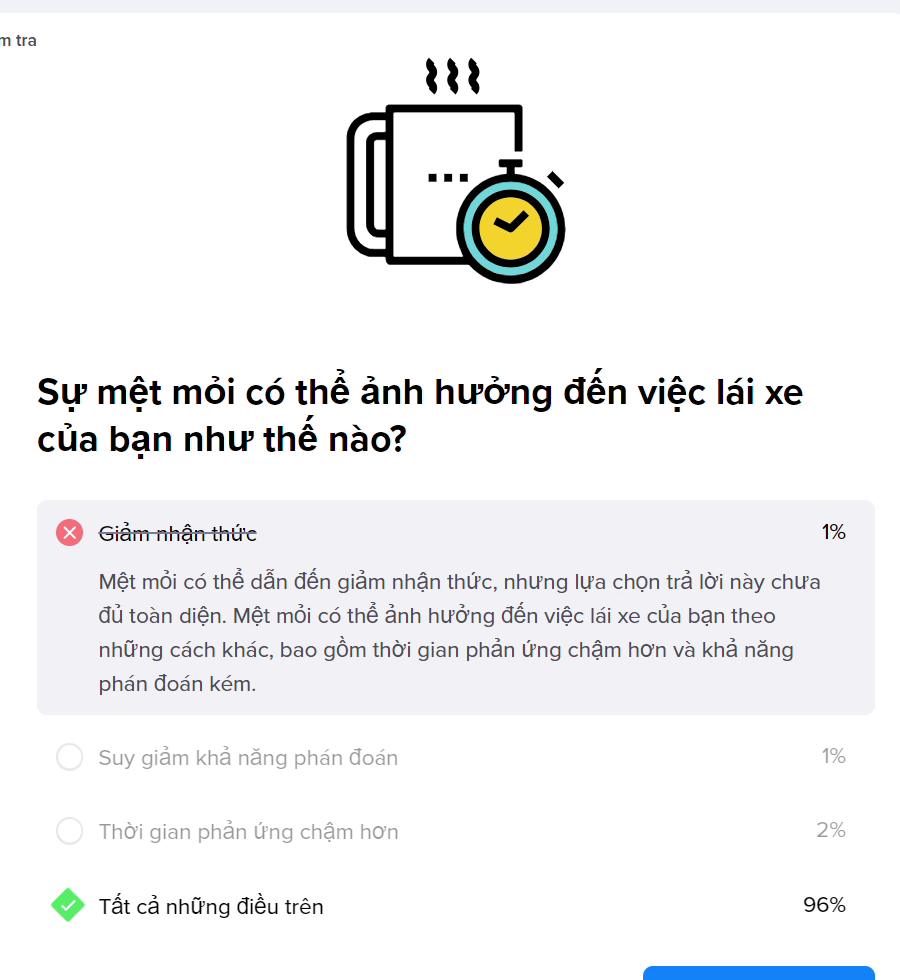 m tra
Sự mệt mỏi có thể ảnh hưởng đến việc lái xe
của bạn như thế nào?
Giảm nhận thức 1%
Mệt mỏi có thể dẫn đến giảm nhận thức, nhưng lựa chọn trả lời này chưa
đủ toàn diện. Mệt mỏi có thể ảnh hưởng đến việc lái xe của bạn theo
những cách khác, bao gồm thời gian phản ứng chậm hơn và khả năng
phán đoán kém.
Suy giảm khả năng phán đoán 1%
Thời gian phản ứng chậm hơn 2%
Tất cả những điều trên 96%